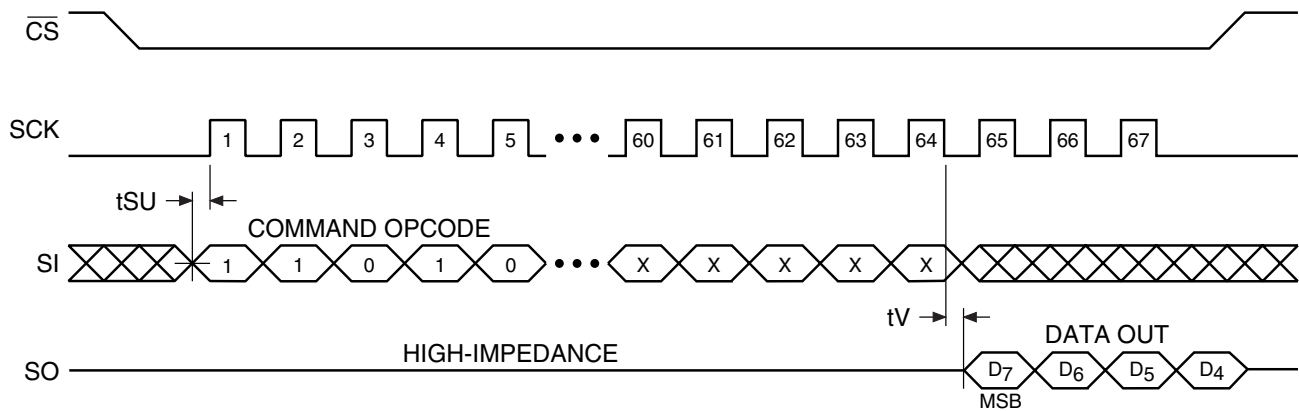 CS
SCK 1 2 3 4 5 ••• 60 61 62 63 64 65 66 67
tSU
COMMAND OPCODE
SI 1 1 0 1 0 ••• X X X X X
tV
HIGH-IMPEDANCE
DATA OUT
SO D7 D6 D5 D4
MSB